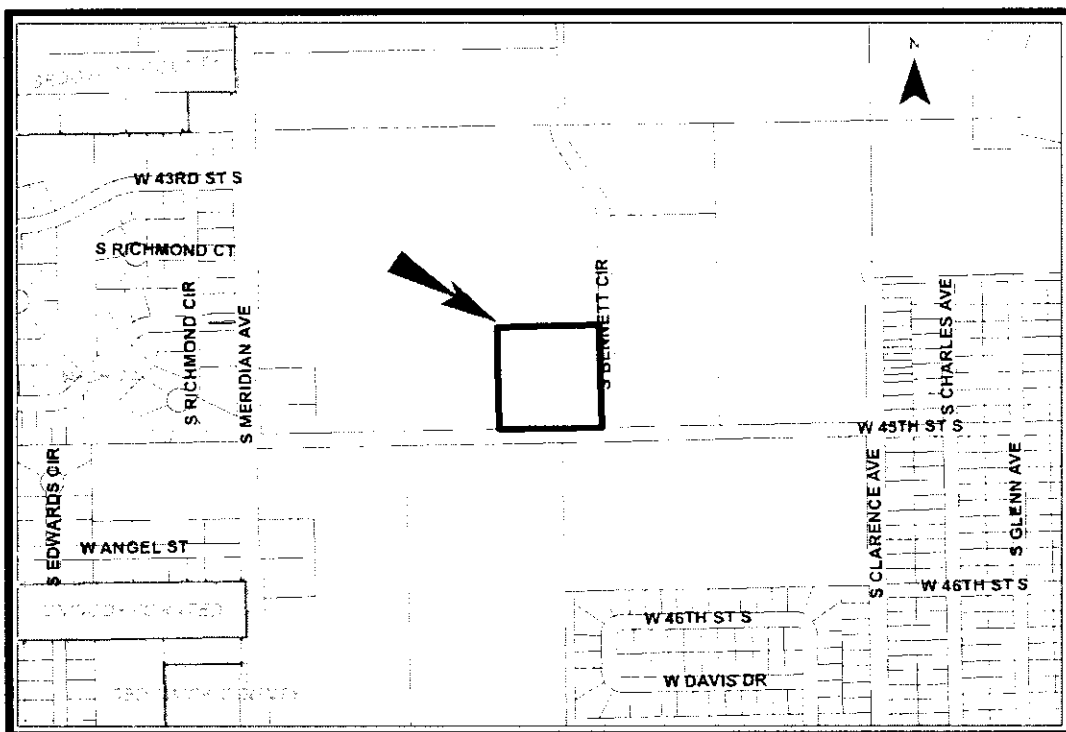 N
W 43RD ST S
S RICHMOND CT
S RICHMOND CIR
S MERIDIAN AVE
S BENNETT CIR
S CHARLES AVE
W 45TH ST S
S EDWARDS CIR
W ANGEL ST
S CLARENCE AVE
S GLENN AVE
W 46TH ST S
W 46TH ST S
W DAVIS DR